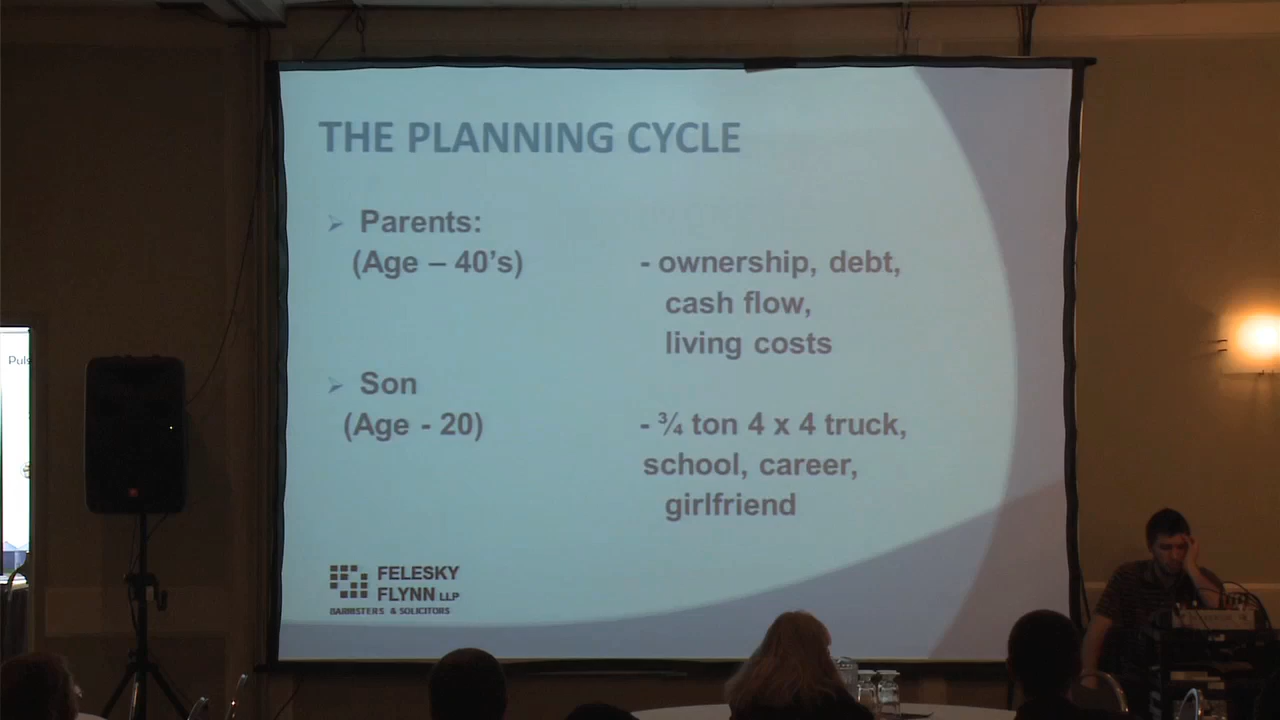 THE PLANNING CYCLE
➢ Parents:
(Age – 40's) - ownership, debt,
cash flow,
living costs
➢ Son
(Age - 20) - ¾ ton 4 x 4 truck,
school, career,
girlfriend
FELESKY
FLYNN LLP
BARRISTERS & SOLICITORS
Puls